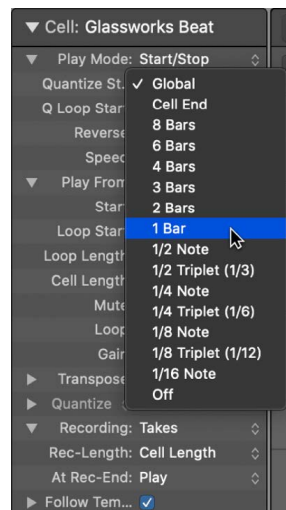 Cell: Glassworks Beat
Play Mode: Start/Stop
Quantize St. ✓ Global
Q Loop Star Cell End
8 Bars
Reverse 6 Bars
Speed 4 Bars
Play From 3 Bars
Star 2 Bars
Loop Star 1 Bar
1/2 Note
Loop Length 1/2 Triplet (1/3)
Cell Length 1/4 Note
Mute 1/4 Triplet (1/6)
Loop 1/8 Note
Gain 1/8 Triplet (1/12)
Transpose 1/16 Note
Quantize Off
Recording: Takes
Rec-Length: Cell Length
At Rec-End: Play
Follow Tem...